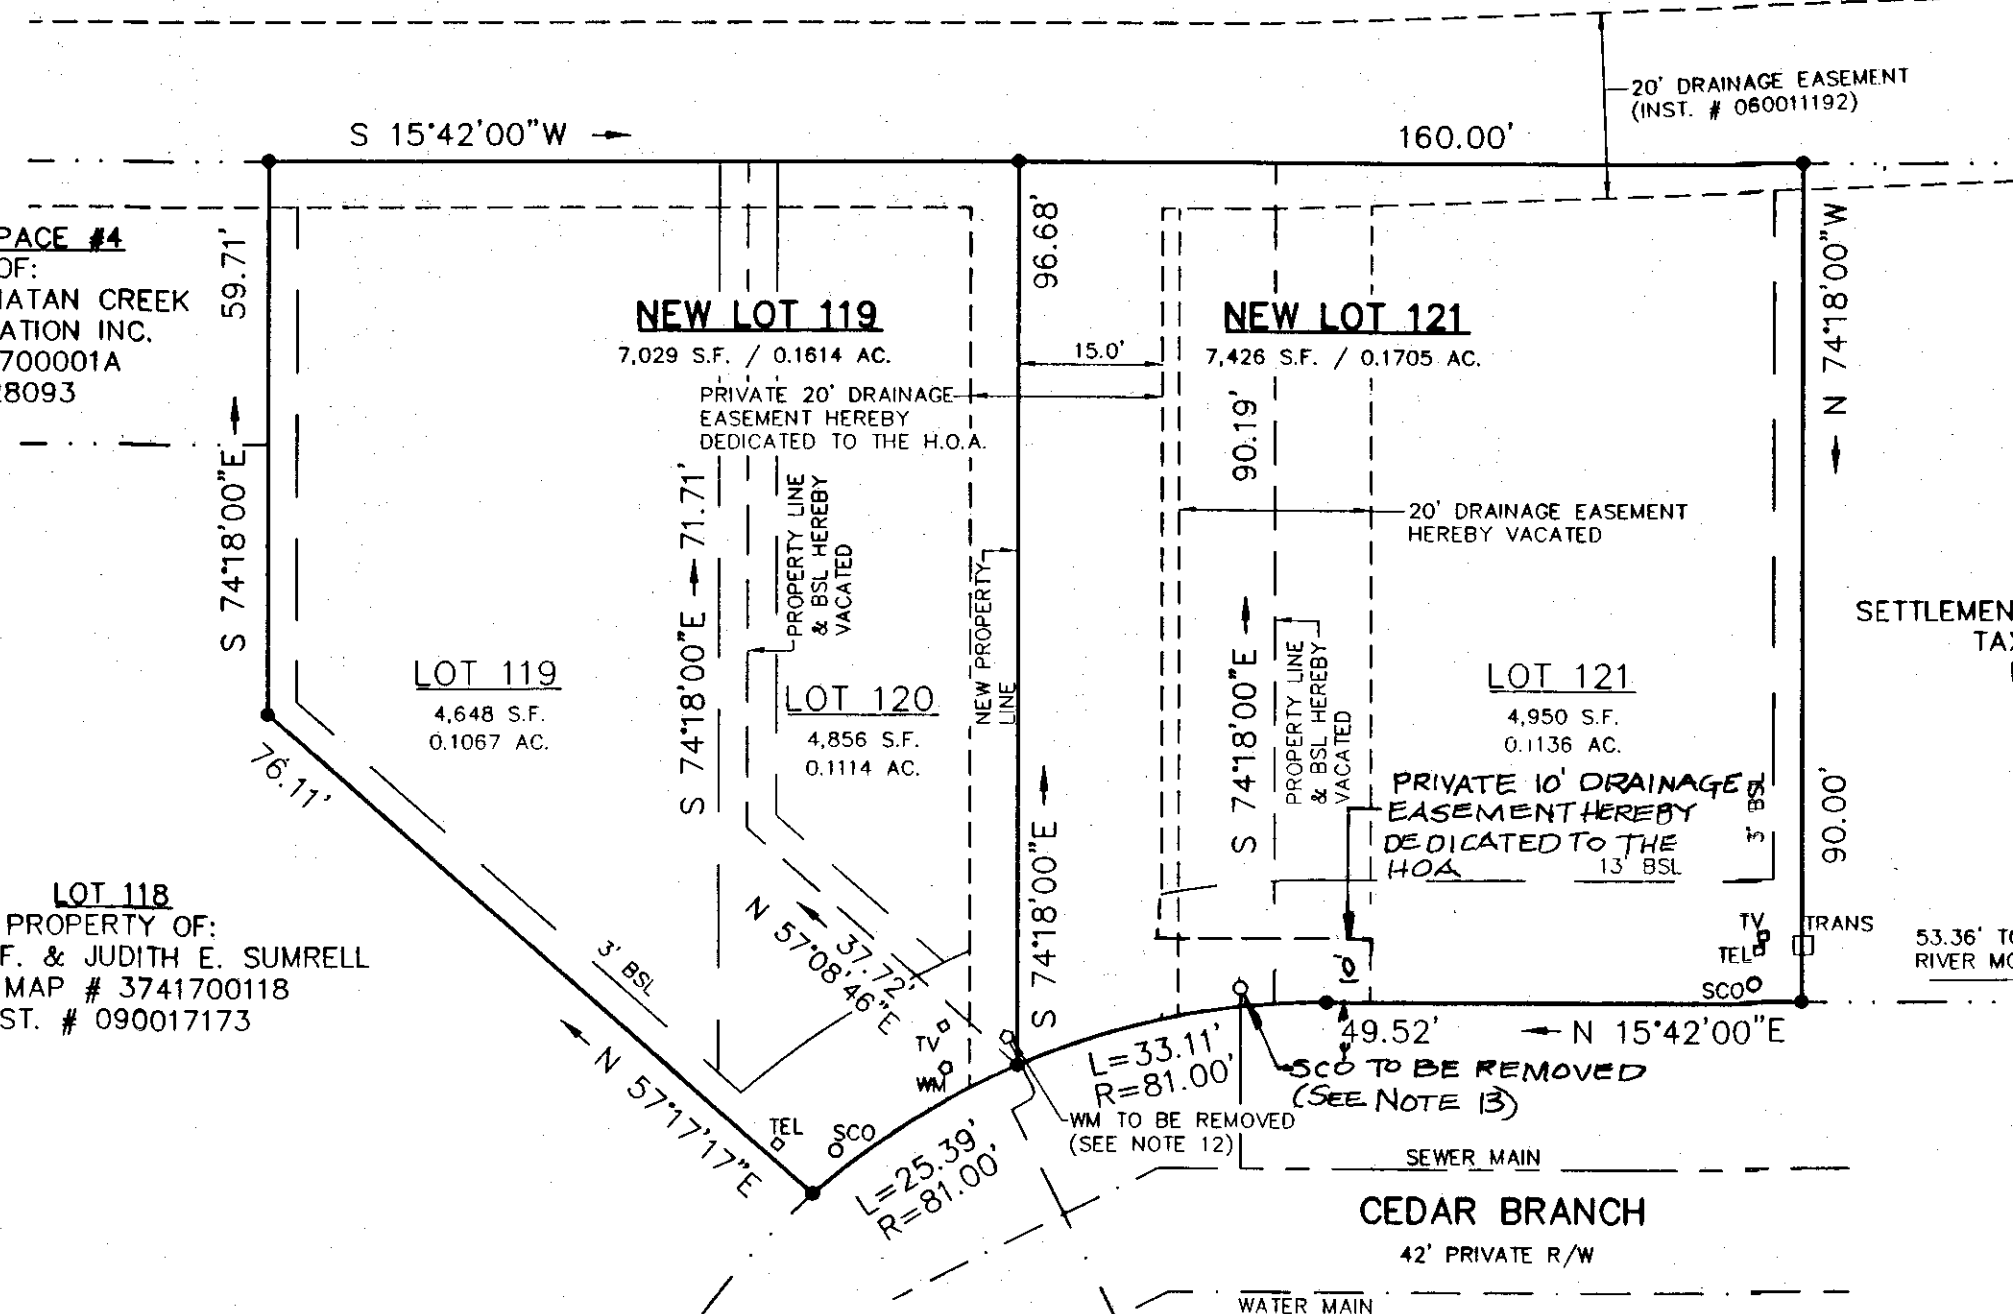 20' DRAINAGE EASEMENT
(INST. # 060011192)
S 15°42'00"W
160.00'
PACE #4
OF:
HATAN CREEK
ATION INC.
700001A
28093
59.71'
S 74°18'00"E
96.68'
N 74°18'00"W
90.00'
NEW LOT 119
7,029 S.F. / 0.1614 AC.
NEW LOT 121
7,426 S.F. / 0.1705 AC.
15.0'
PRIVATE 20' DRAINAGE
EASEMENT HEREBY
DEDICATED TO THE H.O.A.
S 74°18'00"E
71.71'
PROPERTY LINE
& BSL HEREBY
VACATED
NEW PROPERTY
LINE
S 74°18'00"E
90.19'
S 74°18'00"E
20' DRAINAGE EASEMENT
HEREBY VACATED
PROPERTY LINE
& BSL HEREBY
VACATED
LOT 119
4,648 S.F.
0.1067 AC.
LOT 120
4,856 S.F.
0.1114 AC.
LOT 121
4,950 S.F.
0.1136 AC.
SETTLEMEN
TAX
PRIVATE 10' DRAINAGE
EASEMENT HEREBY
DEDICATED TO THE
HOA
13' BSL
3' BSL
76.11'
LOT 118
PROPERTY OF:
F. & JUDITH E. SUMRELL
MAP # 3741700118
ST. # 090017173
3' BSL
37.72'
N 57°08'46"E
N 57°17'17"E
TV
WM
TEL
SCO
TV
TEL
SCO
TRANS
53.36' TO
RIVER MO
10'
49.52'
N 15°42'00"E
L=33.11'
R=81.00'
L=25.39'
R=81.00'
SCO TO BE REMOVED
(SEE NOTE 13)
WM TO BE REMOVED
(SEE NOTE 12)
SEWER MAIN
CEDAR BRANCH
42' PRIVATE R/W
WATER MAIN